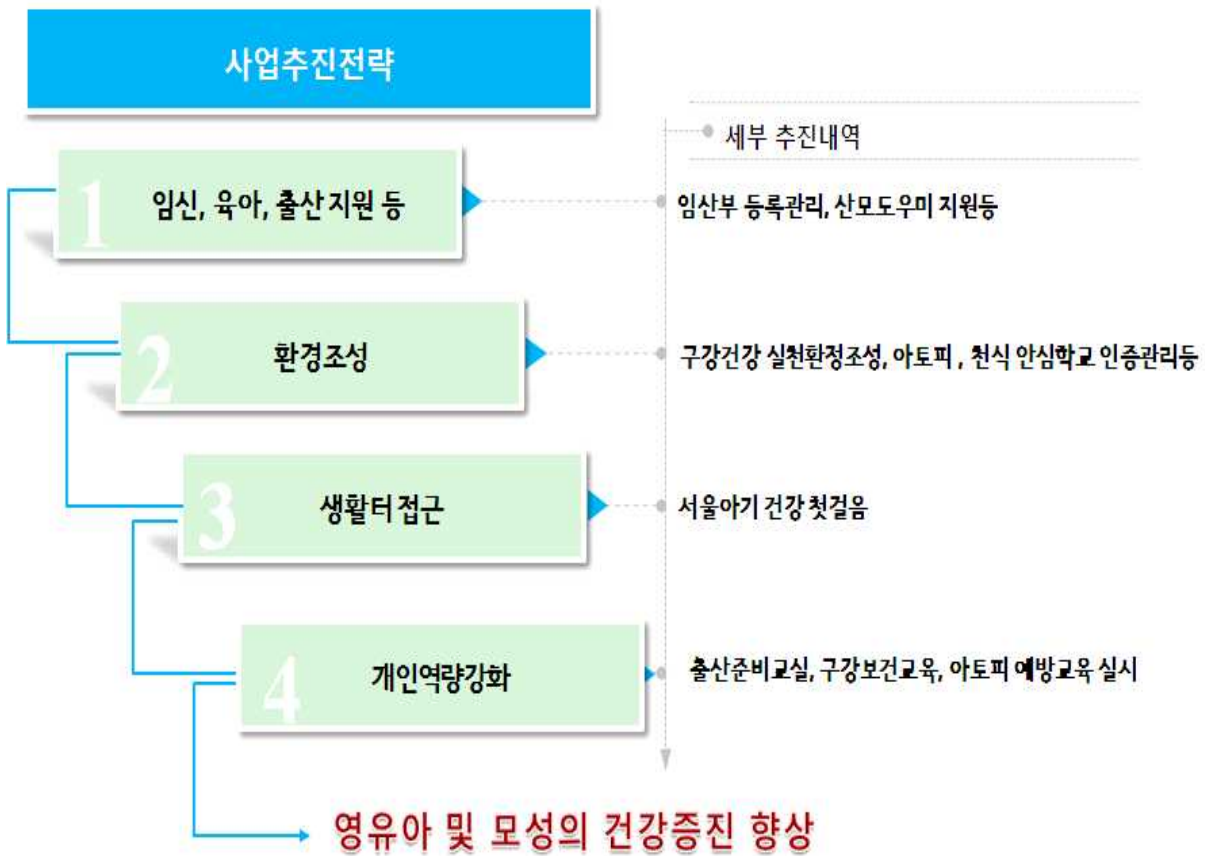 사업추진전략
세부 추진내역
1 임신, 육아, 출산 지원 등
임산부 등록관리, 산모도우미 지원등
2 환경조성
구강건강 실천환정조성, 아토피 , 천식 안심학교 인증관리등
3 생활터 접근
서울아기 건강 첫걸음
4 개인역량강화
출산준비교실, 구강보건교육, 아토피 예방교육 실시
영유아 및 모성의 건강증진 향상